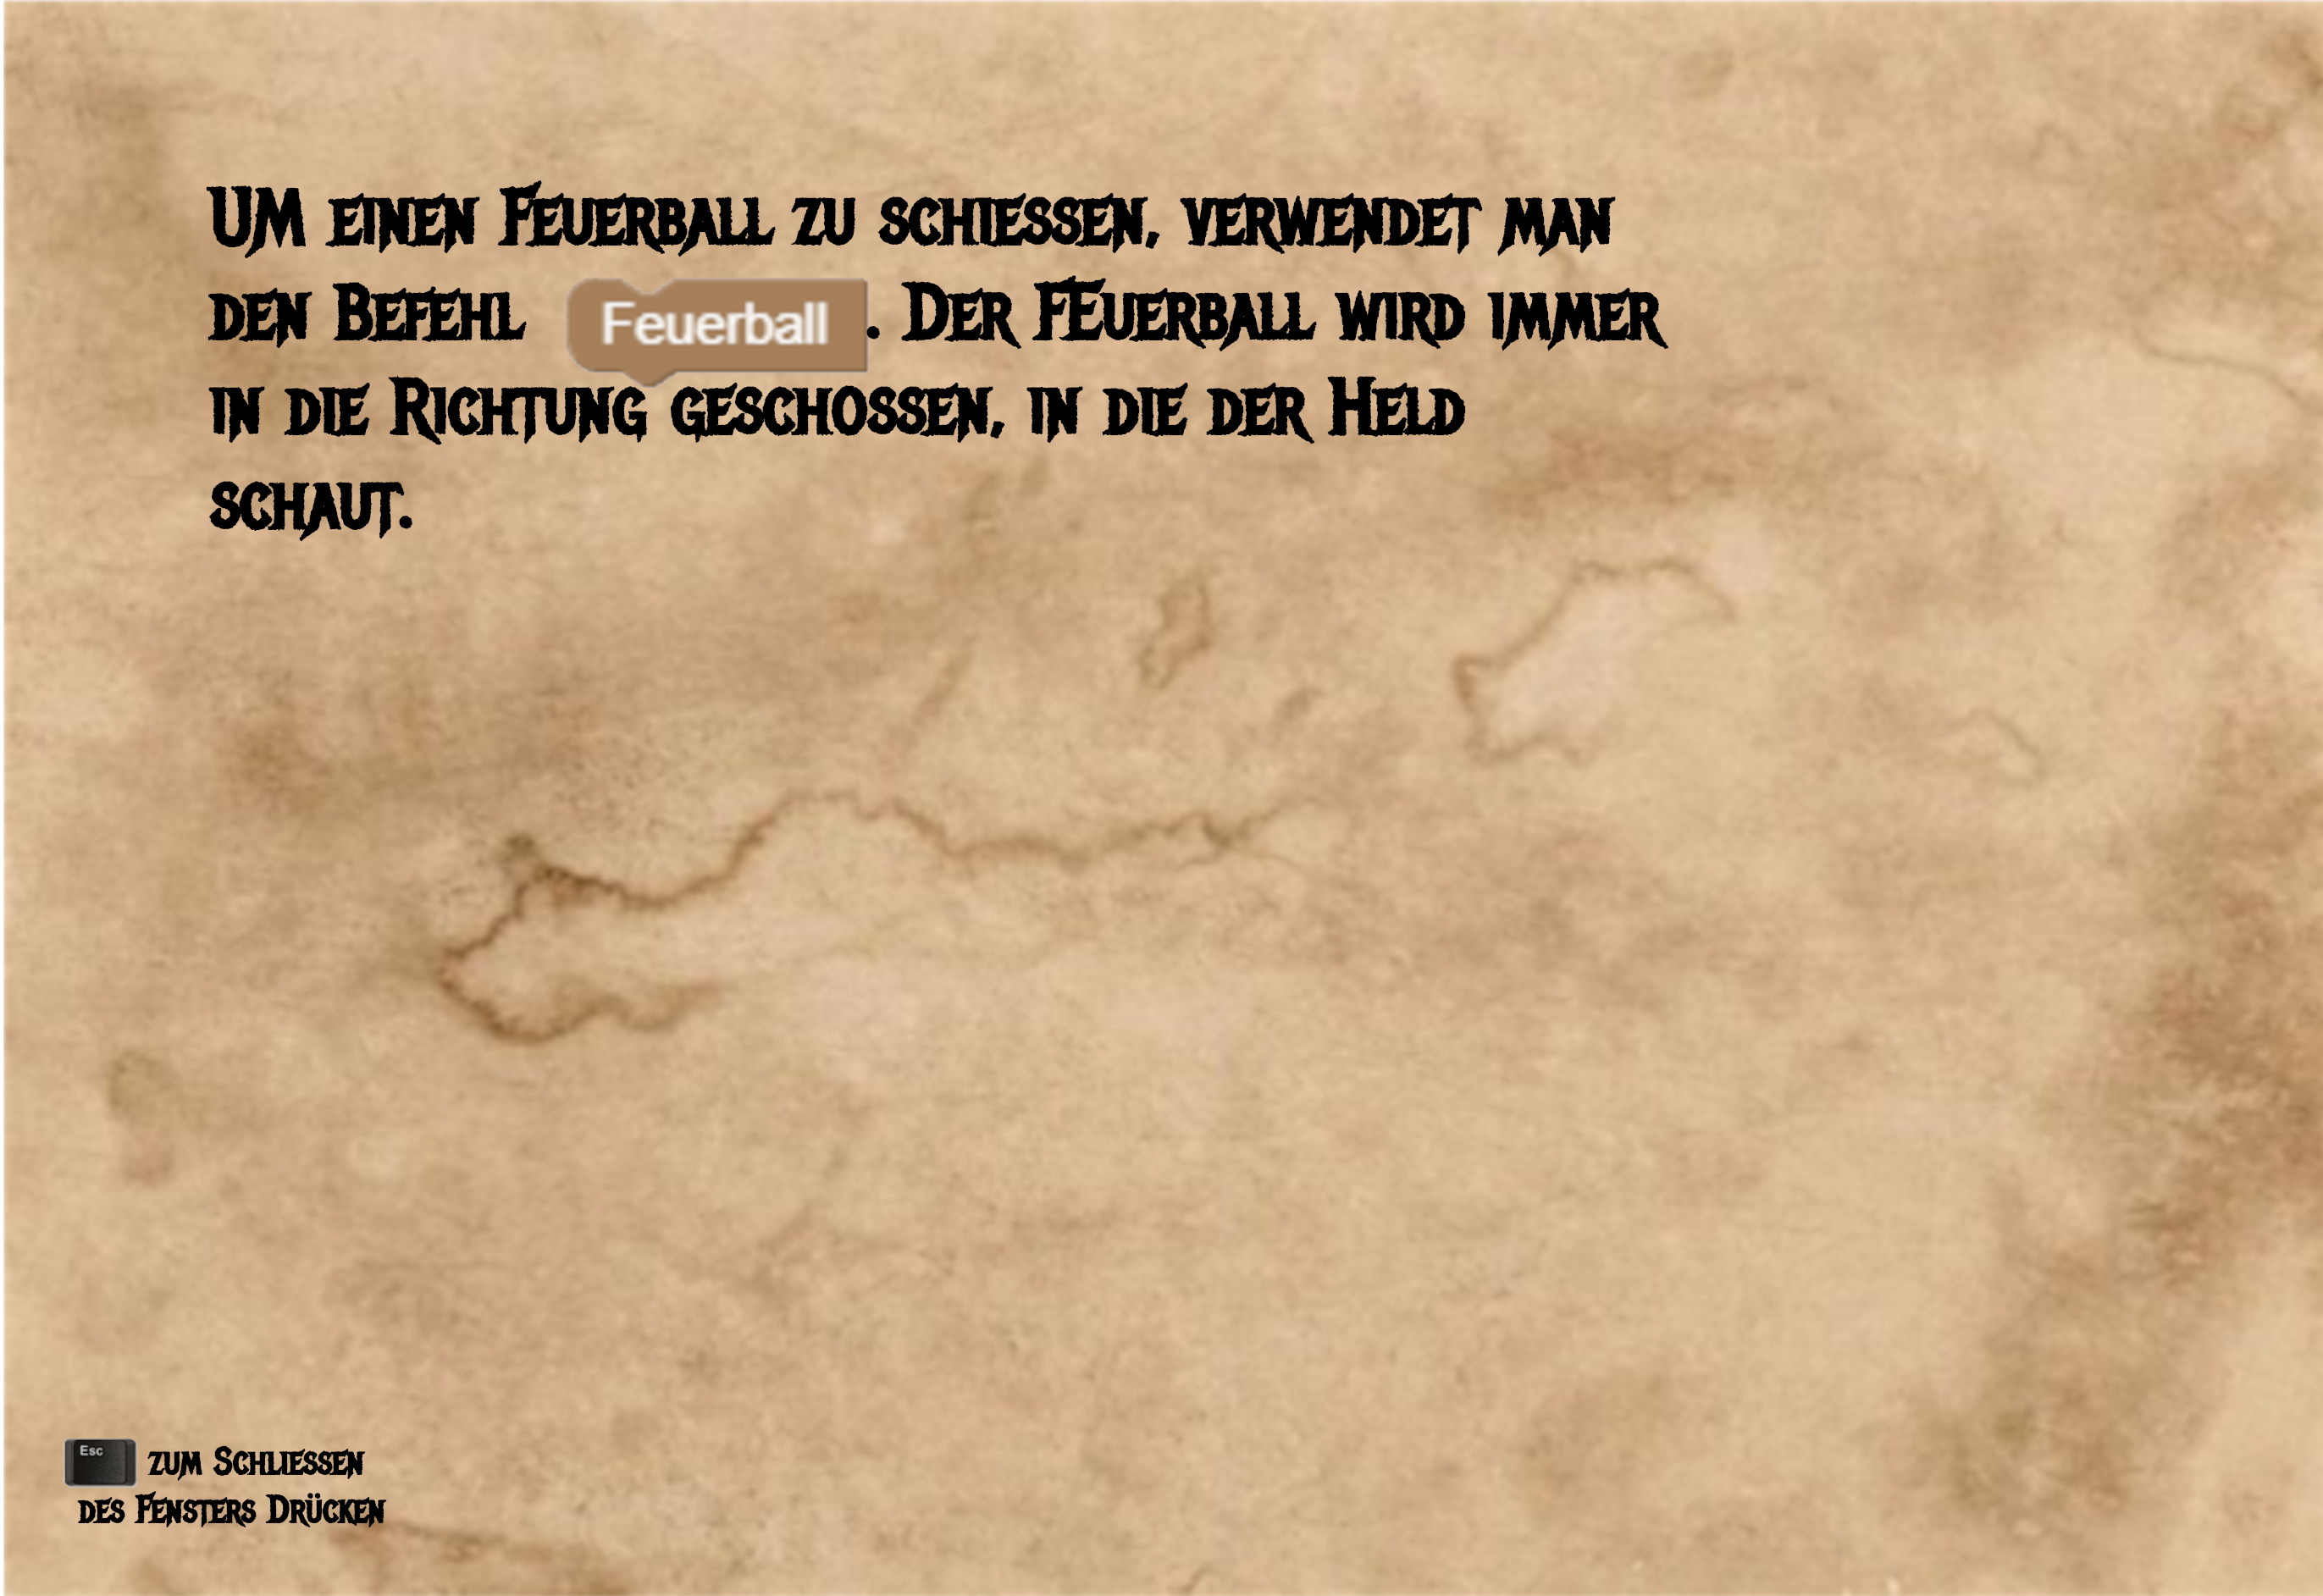 Um einen Feuerball zu schiessen, verwendet man
den Befehl Feuerball. Der Feuerball wird immer
in die Richtung geschossen, in die der Held
schaut.
Esc zum Schliessen
des Fensters Drücken